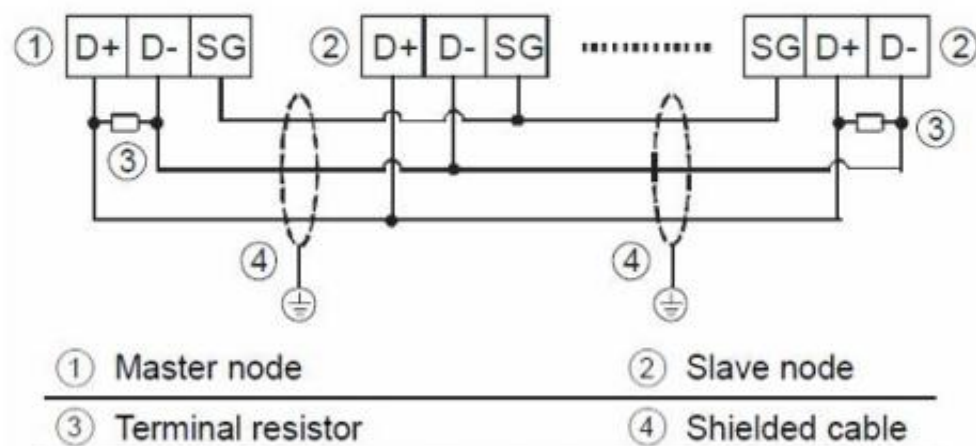 ① D+ D- SG ② D+ D- SG SG D+ D- ②
③ ③
④ ④
① Master node ② Slave node
③ Terminal resistor ④ Shielded cable